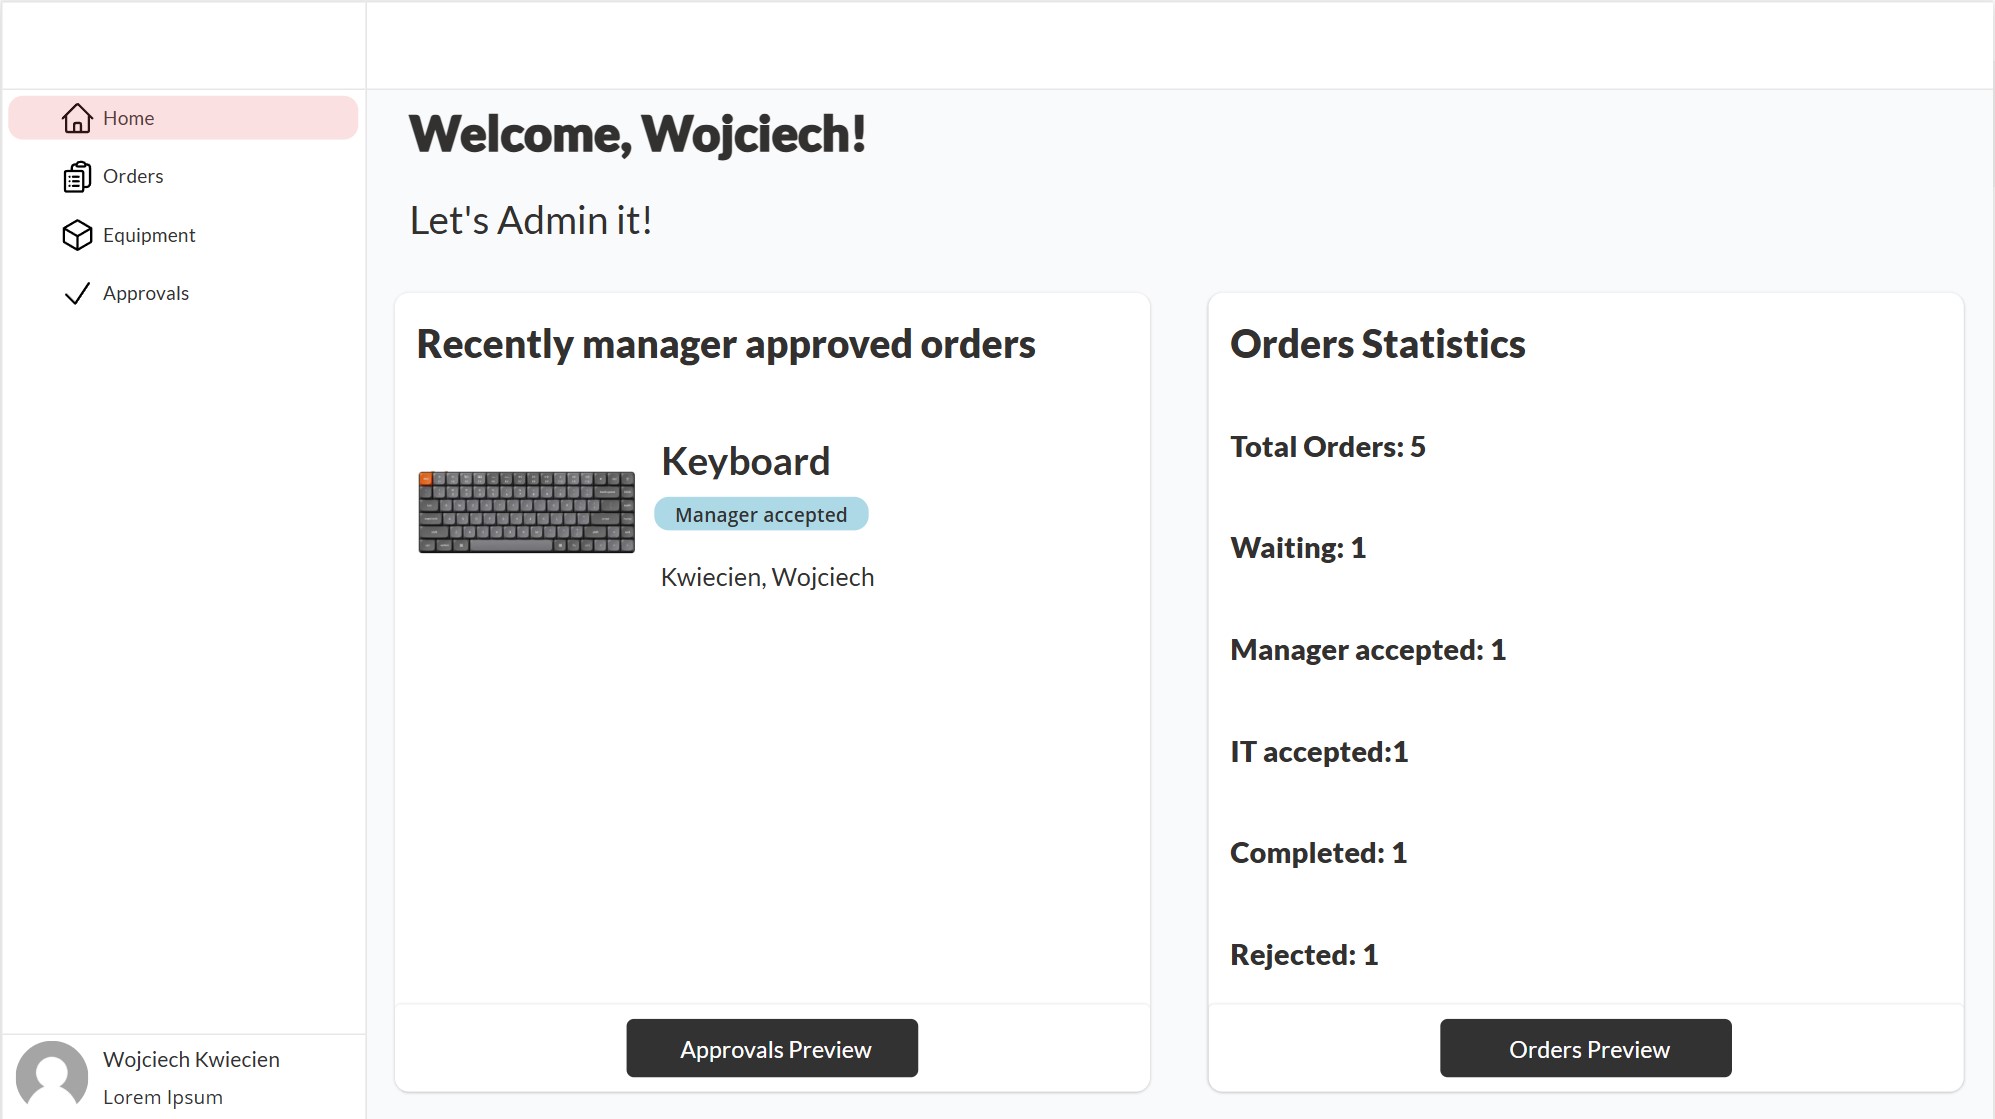 Home
Orders
Equipment
Approvals
Wojciech Kwiecien
Lorem Ipsum
Welcome, Wojciech!
Let's Admin it!
Recently manager approved orders
Keyboard
Manager accepted
Kwiecien, Wojciech
Approvals Preview
Orders Statistics
Total Orders: 5
Waiting: 1
Manager accepted: 1
IT accepted:1
Completed: 1
Rejected: 1
Orders Preview